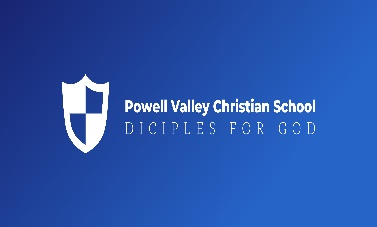 Powell Valley Christian School
DICIPLES FOR GOD